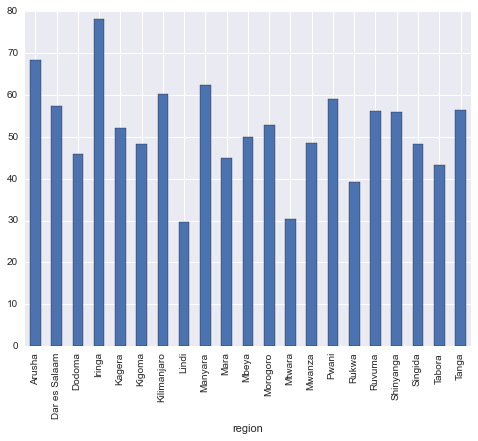 80
70
60
50
40
30
20
10
0
Arusha
Dar es Salaam
Dodoma
Iringa
Kagera
Kigoma
Kilimanjaro
Lindi
Manyara
Mara
Mbeya
Morogoro
Mtwara
Mwanza
Pwani
Rukwa
Ruvuma
Shinyanga
Singida
Tabora
Tanga
region